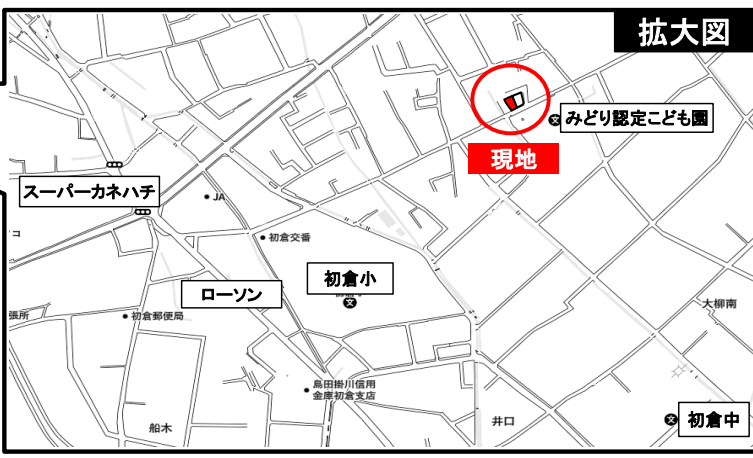 拡大図
みどり認定こども園
現地
スーパーカネハチ
JA
コ
初倉交番
初倉小
ローソン
張所
初倉郵便局
大柳南
島田掛川信用
金庫初倉支店
船木
井口
初倉中